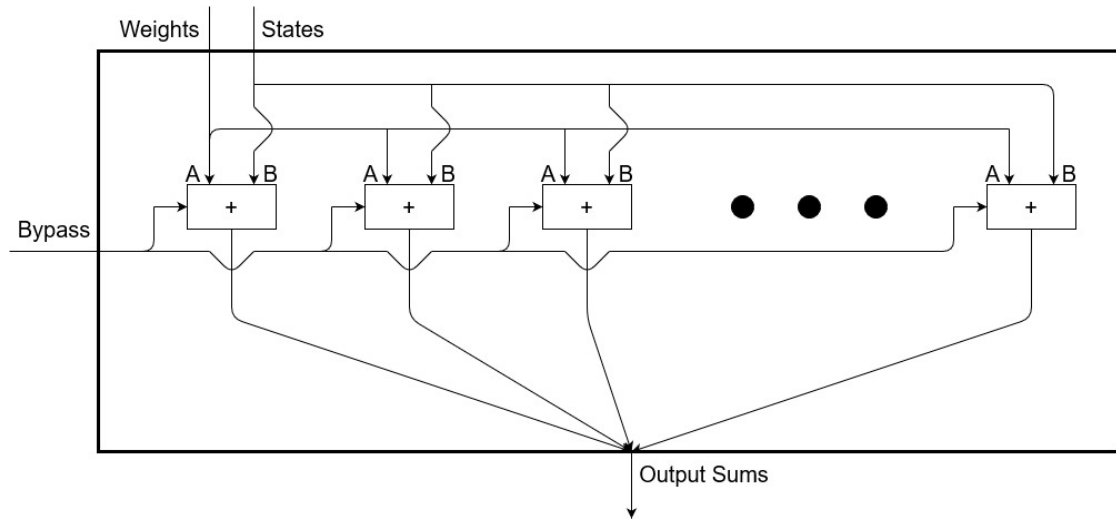 Weights States
A B A B A B A B
+ + + +
Bypass
Output Sums